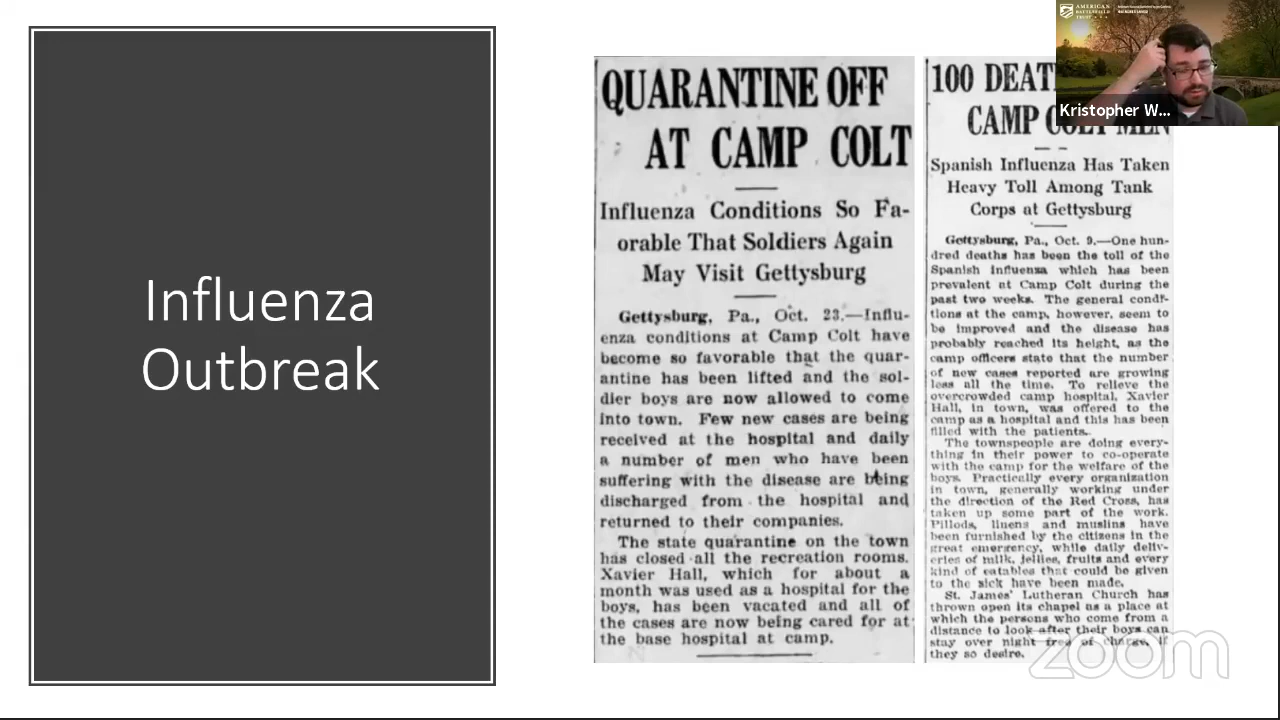 Influenza
Outbreak
QUARANTINE OFF
AT CAMP COLT
Influenza Conditions So Fa-
orable That Soldiers Again
May Visit Gettysburg
Gettysburg, Pa., Oct. 23.—Influ-
enza conditions at Camp Colt have
become so favorable that the quar-
antine has been lifted and the sol-
dier boys are now allowed to come
into town. Few new cases are being
received at the hospital and daily
a number of men who have been
suffering with the disease are being
discharged from the hospital and
returned to their companies.
The state quarantine on the town
has closed all the recreation rooms.
Xavier Hall, which for about a
month was used as a hospital for the
boys, has been vacated and all of
the cases are now being cared for at
the base hospital at camp.
100 DEAT
CAMP COLT MEN
Spanish Influenza Has Taken
Heavy Toll Among Tank
Corps at Gettysburg
Gettysburg, Pa., Oct. 9.—One hun-
dred deaths has been the toll of the
Spanish Influenza which has been
prevalent at Camp Colt during the
past two weeks. The general condi-
tions at the camp, however, seem to
be improved and the disease has
probably reached its height, as the
camp officers state that the number
of new cases reported are growing
less all the time. To relieve the
overcrowded camp hospital, Xavier
Hall, in town, was offered to the
camp as a hospital and this has been
filled with the patients.
The townspeople are doing every-
thing in their power to co-operate
with the camp for the welfare of the
boys. Practically every organization
in town, generally working under
the direction of the Red Cross, has
taken up some part of the work.
Pillods, linens and muslins have
been furnished by the citizens in the
great emergency, while daily deliv-
eries of milk, jellies, fruits and every
kind of eatables that could be given
to the sick have been made.
St. James' Lutheran Church has
thrown open its chapel as a place at
which the persons who come from a
distance to look after their boys can
stay over night free of charge, if
they so desire.
AMERICAN
BATTLEFIELD
TRUST
Kristopher W...
zoom